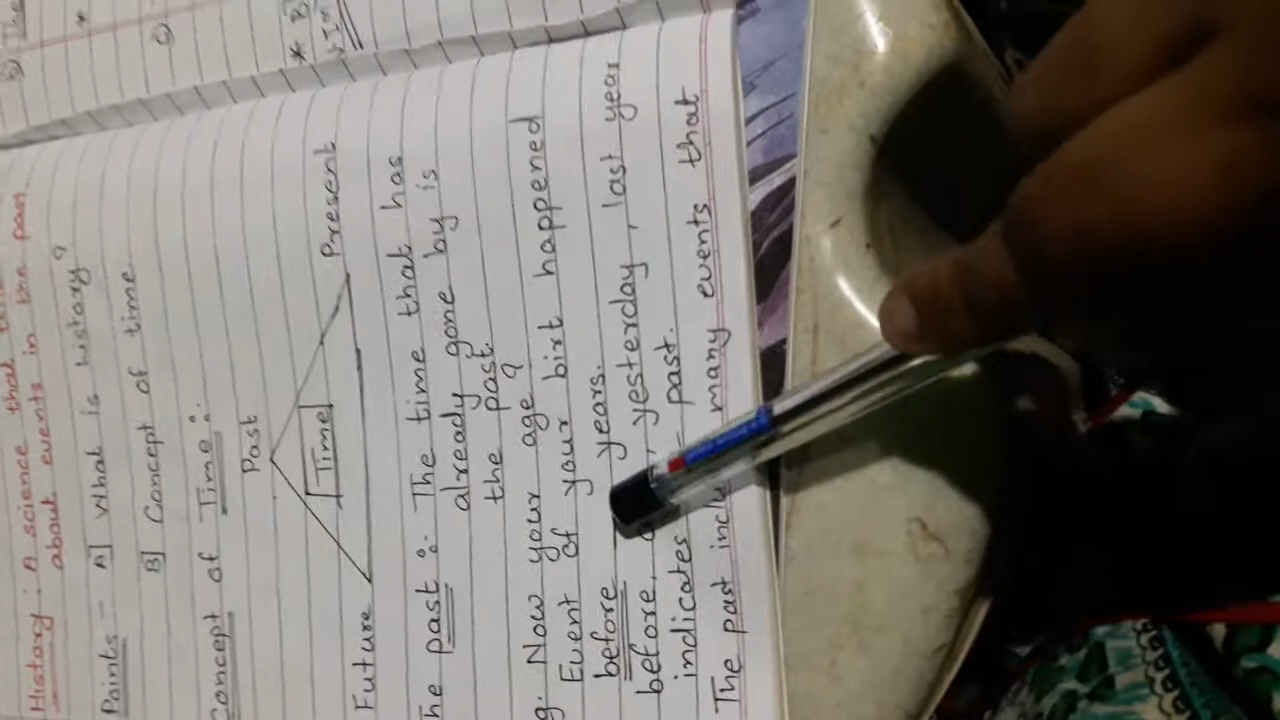 History : A science that
about events in the past.
Points - A] What is history?
B] Concept of time
Concept of Time :.
Past
Time
Future
Present
The past :. The time that has
already gone by is
the past.
g. Now your age ?
Event of your birt happened
before years.
before, , yesterday, last year
indicates past.
The past many events that
*
5)
*